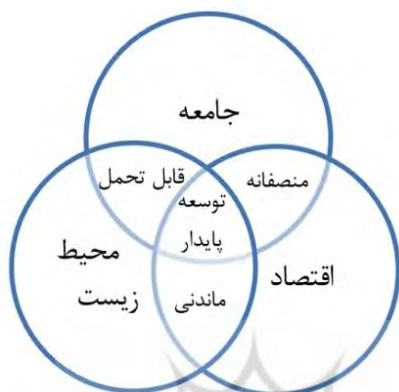 جامعه
منصفانه
قابل تحمل
توسعه
پایدار
محیط
زیست
اقتصاد
ماندنی